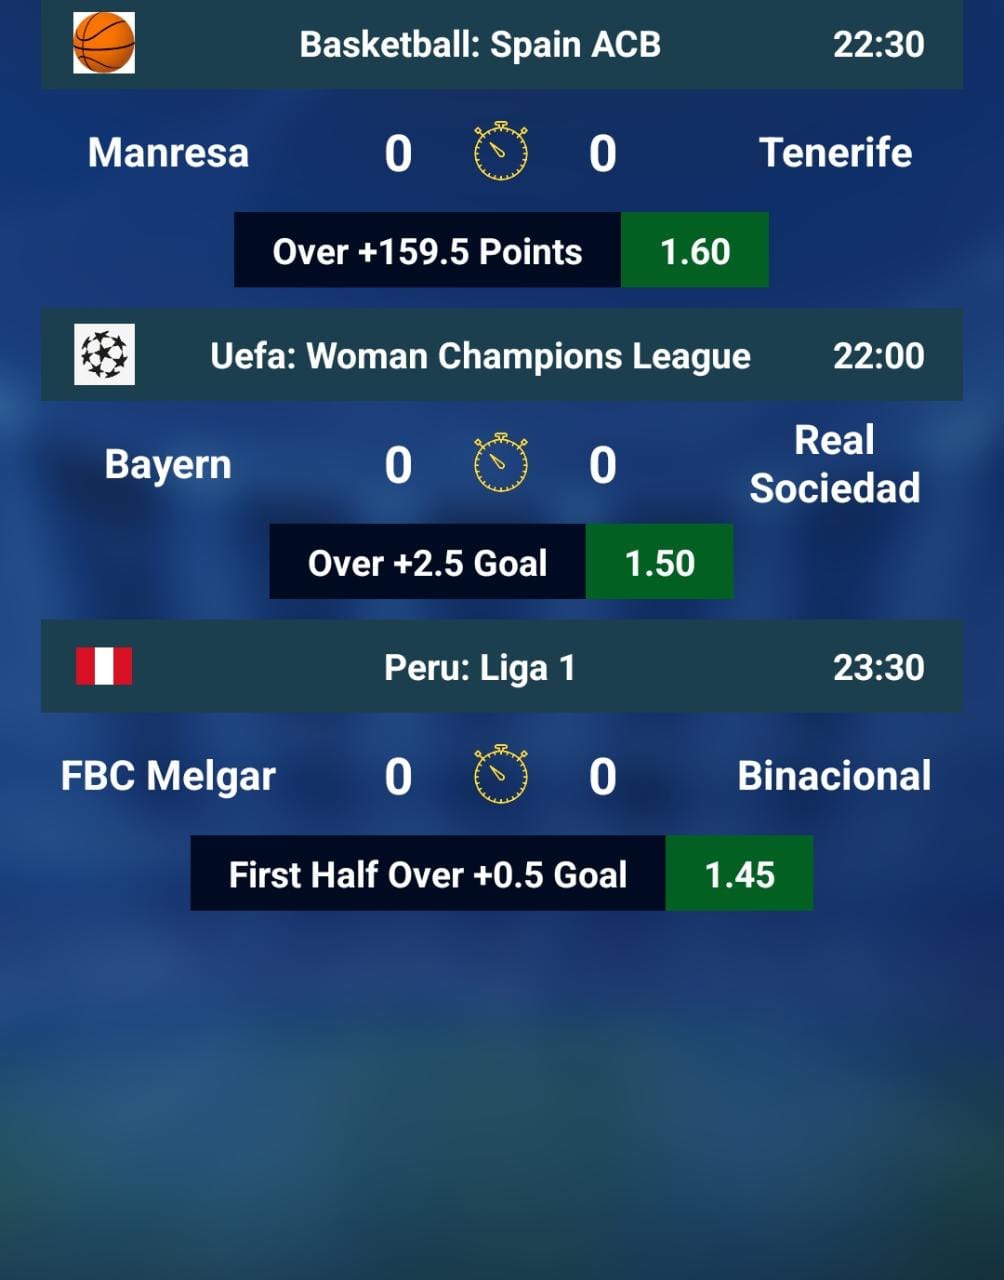 Basketball: Spain ACB 22:30
Manresa 0 0 Tenerife
Over +159.5 Points 1.60
Uefa: Woman Champions League 22:00
Bayern 0 0 Real
Sociedad
Over +2.5 Goal 1.50
Peru: Liga 1 23:30
FBC Melgar 0 0 Binacional
First Half Over +0.5 Goal 1.45